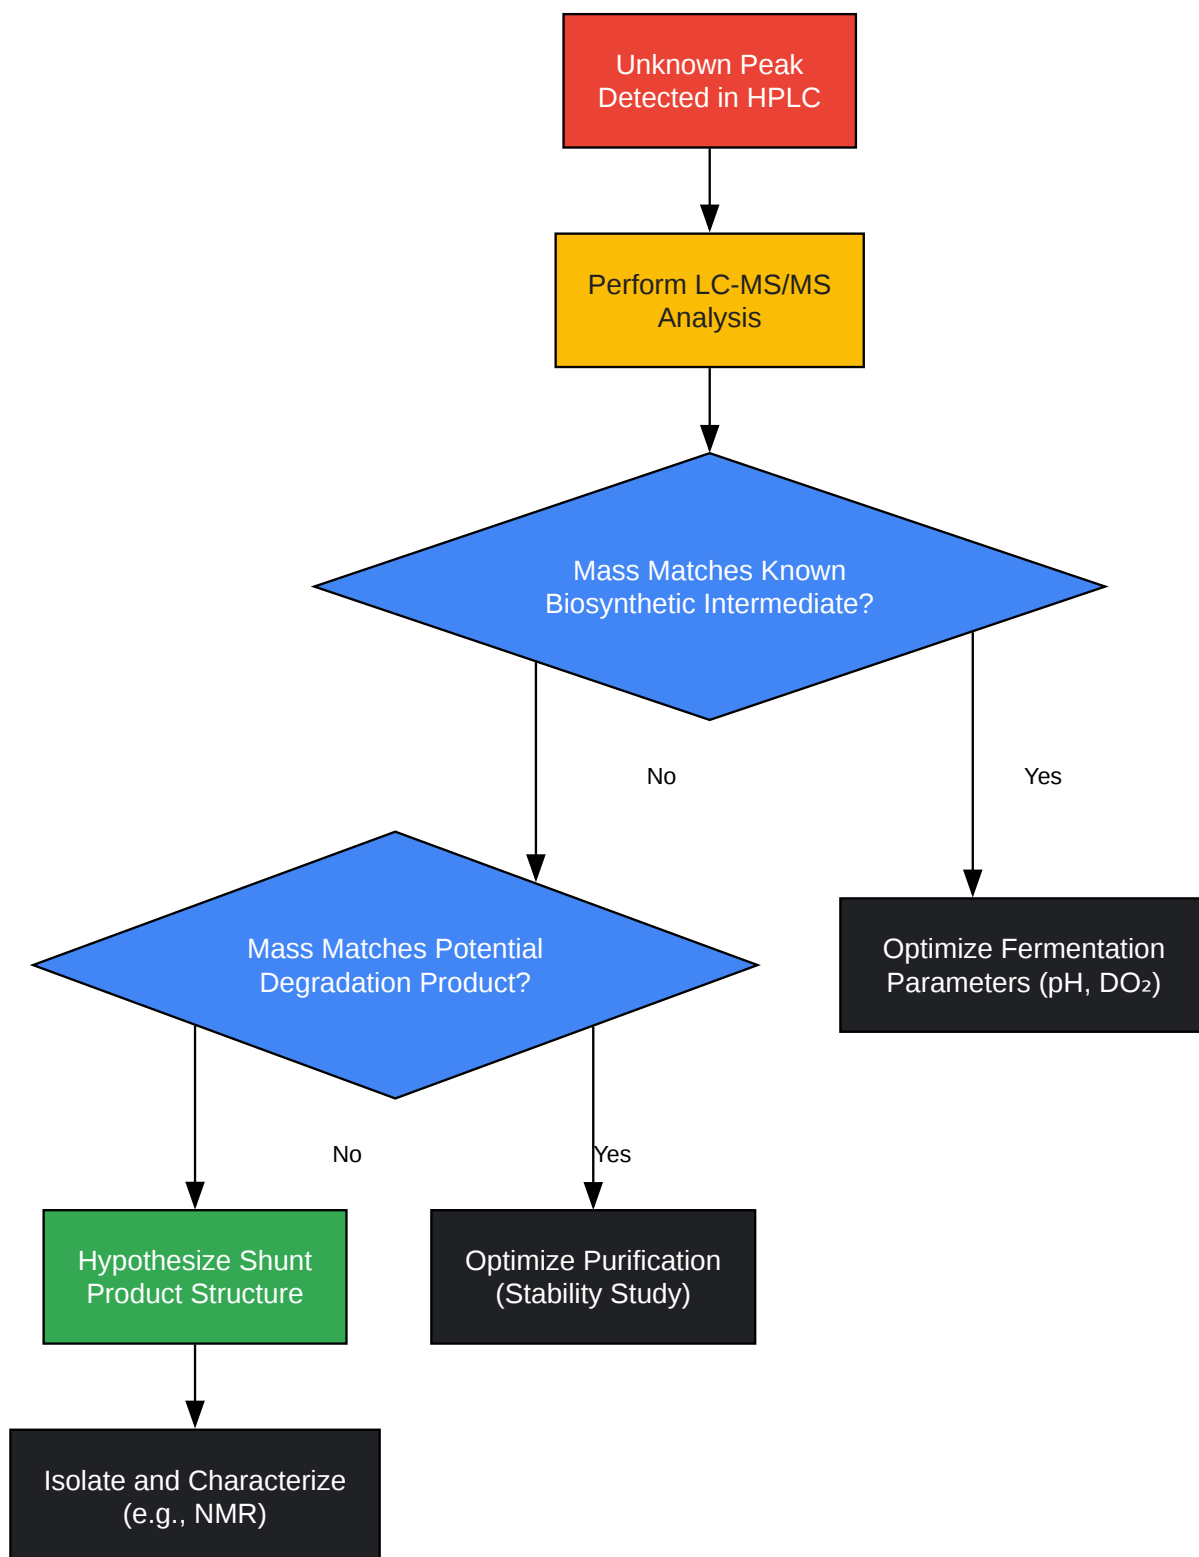 Unknown Peak
Detected in HPLC
Perform LC-MS/MS
Analysis
Mass Matches Known
Biosynthetic Intermediate?
No
Yes
Mass Matches Potential
Degradation Product?
Optimize Fermentation
Parameters (pH, DO₂)
No
Yes
Hypothesize Shunt
Product Structure
Optimize Purification
(Stability Study)
Isolate and Characterize
(e.g., NMR)